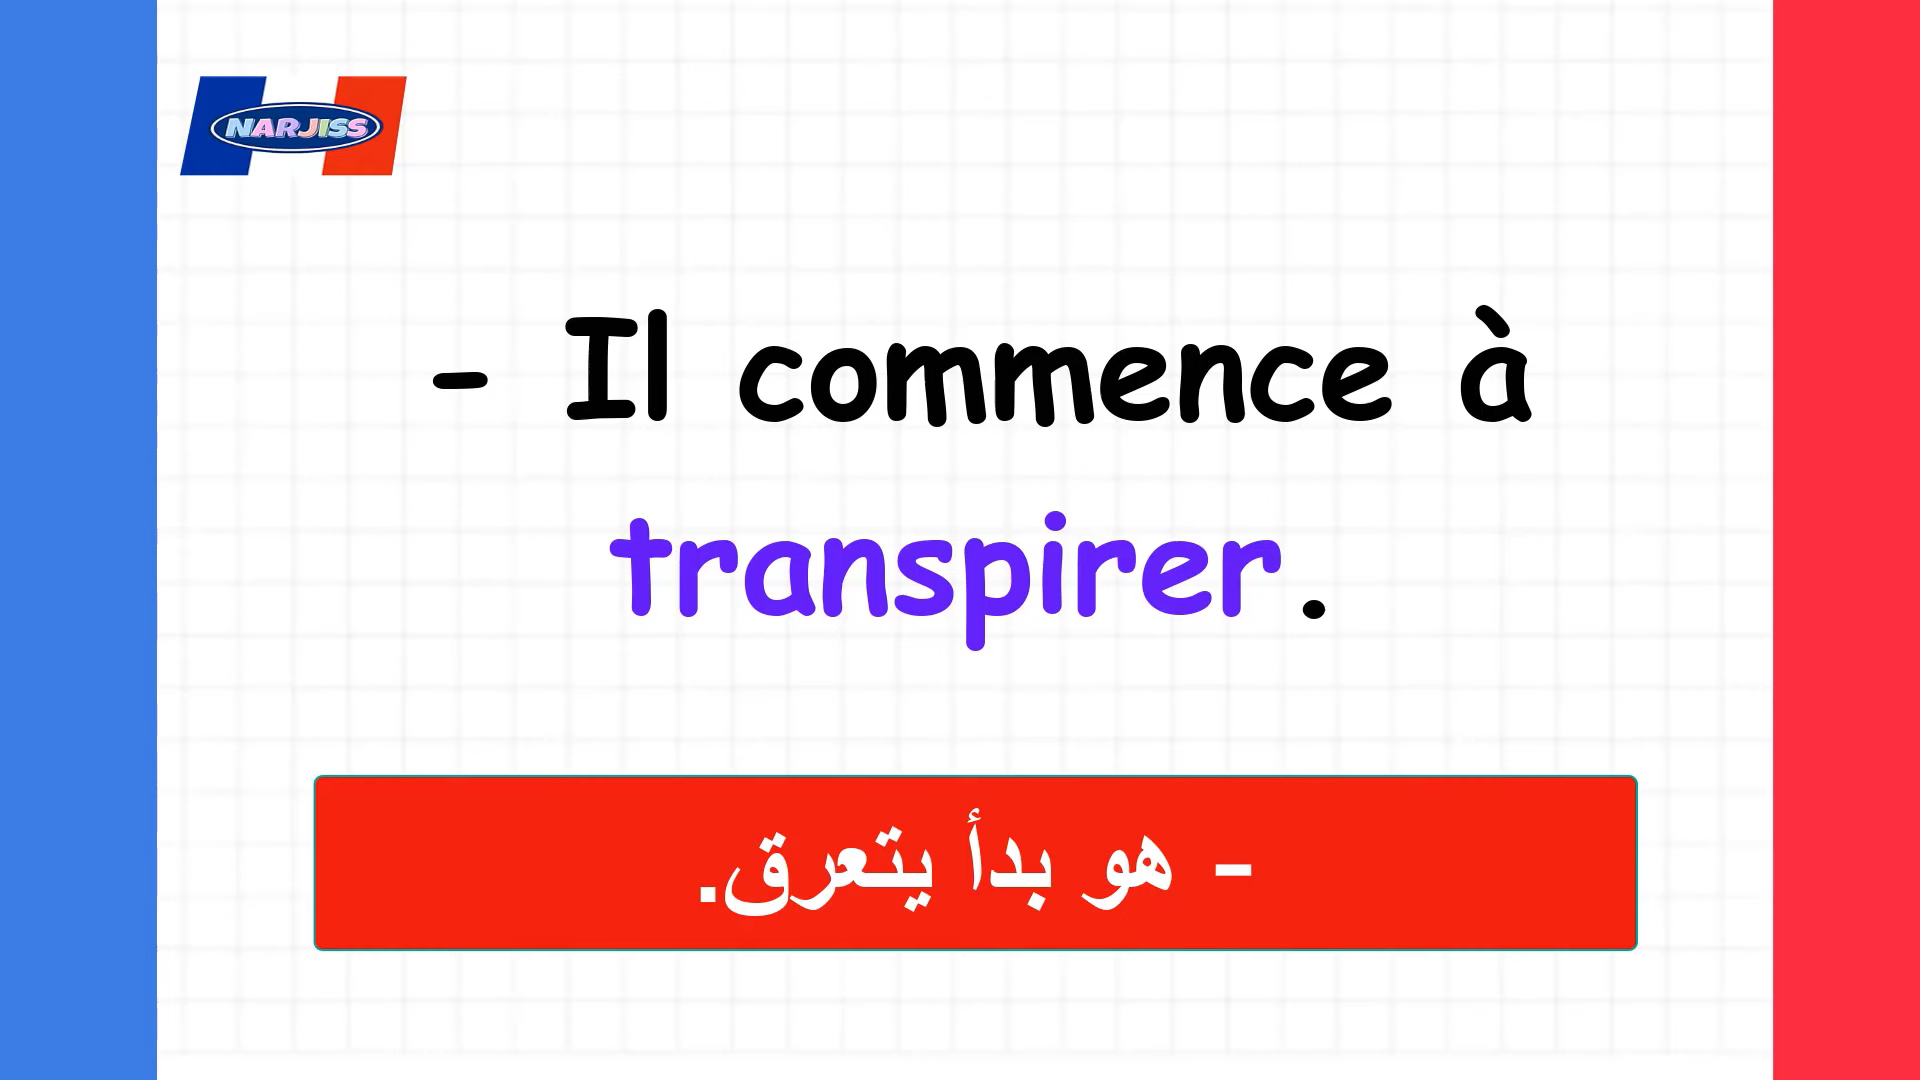 NARJISS
- Il commence à
transpirer.
- هو بدأ يتعرق.